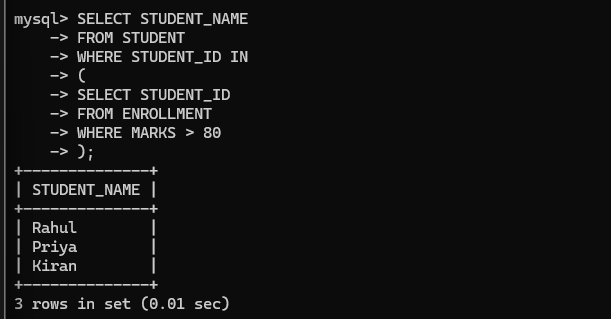 mysql> SELECT STUDENT_NAME
    -> FROM STUDENT
    -> WHERE STUDENT_ID IN
    -> (
    -> SELECT STUDENT_ID
    -> FROM ENROLLMENT
    -> WHERE MARKS > 80
    -> );
+--------------+
| STUDENT_NAME |
+--------------+
| Rahul        |
| Priya        |
| Kiran        |
+--------------+
3 rows in set (0.01 sec)